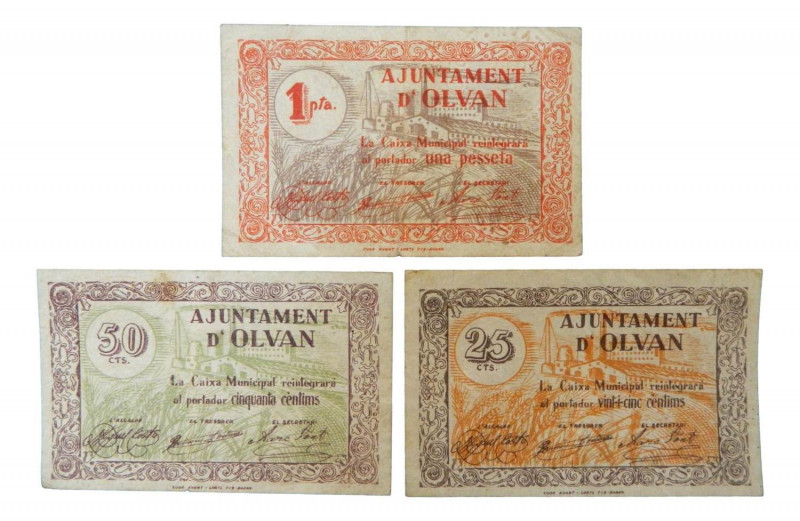 1 pta.
AJUNTAMENT
D'OLVAN
La Caixa Municipal reintegrarà
al portador una pesseta
L'ALCALDE EL TRESORER EL SECRETARI
50
CTS.
AJUNTAMENT
D'OLVAN
La Caixa Municipal reintegrarà
al portador cinquanta cèntims
L'ALCALDE EL TRESORER EL SECRETARI
25
CTS.
AJUNTAMENT
D'OLVAN
La Caixa Municipal reintegrarà
al portador vint-i-cinc cèntims
L'ALCALDE EL TRESORER EL SECRETARI